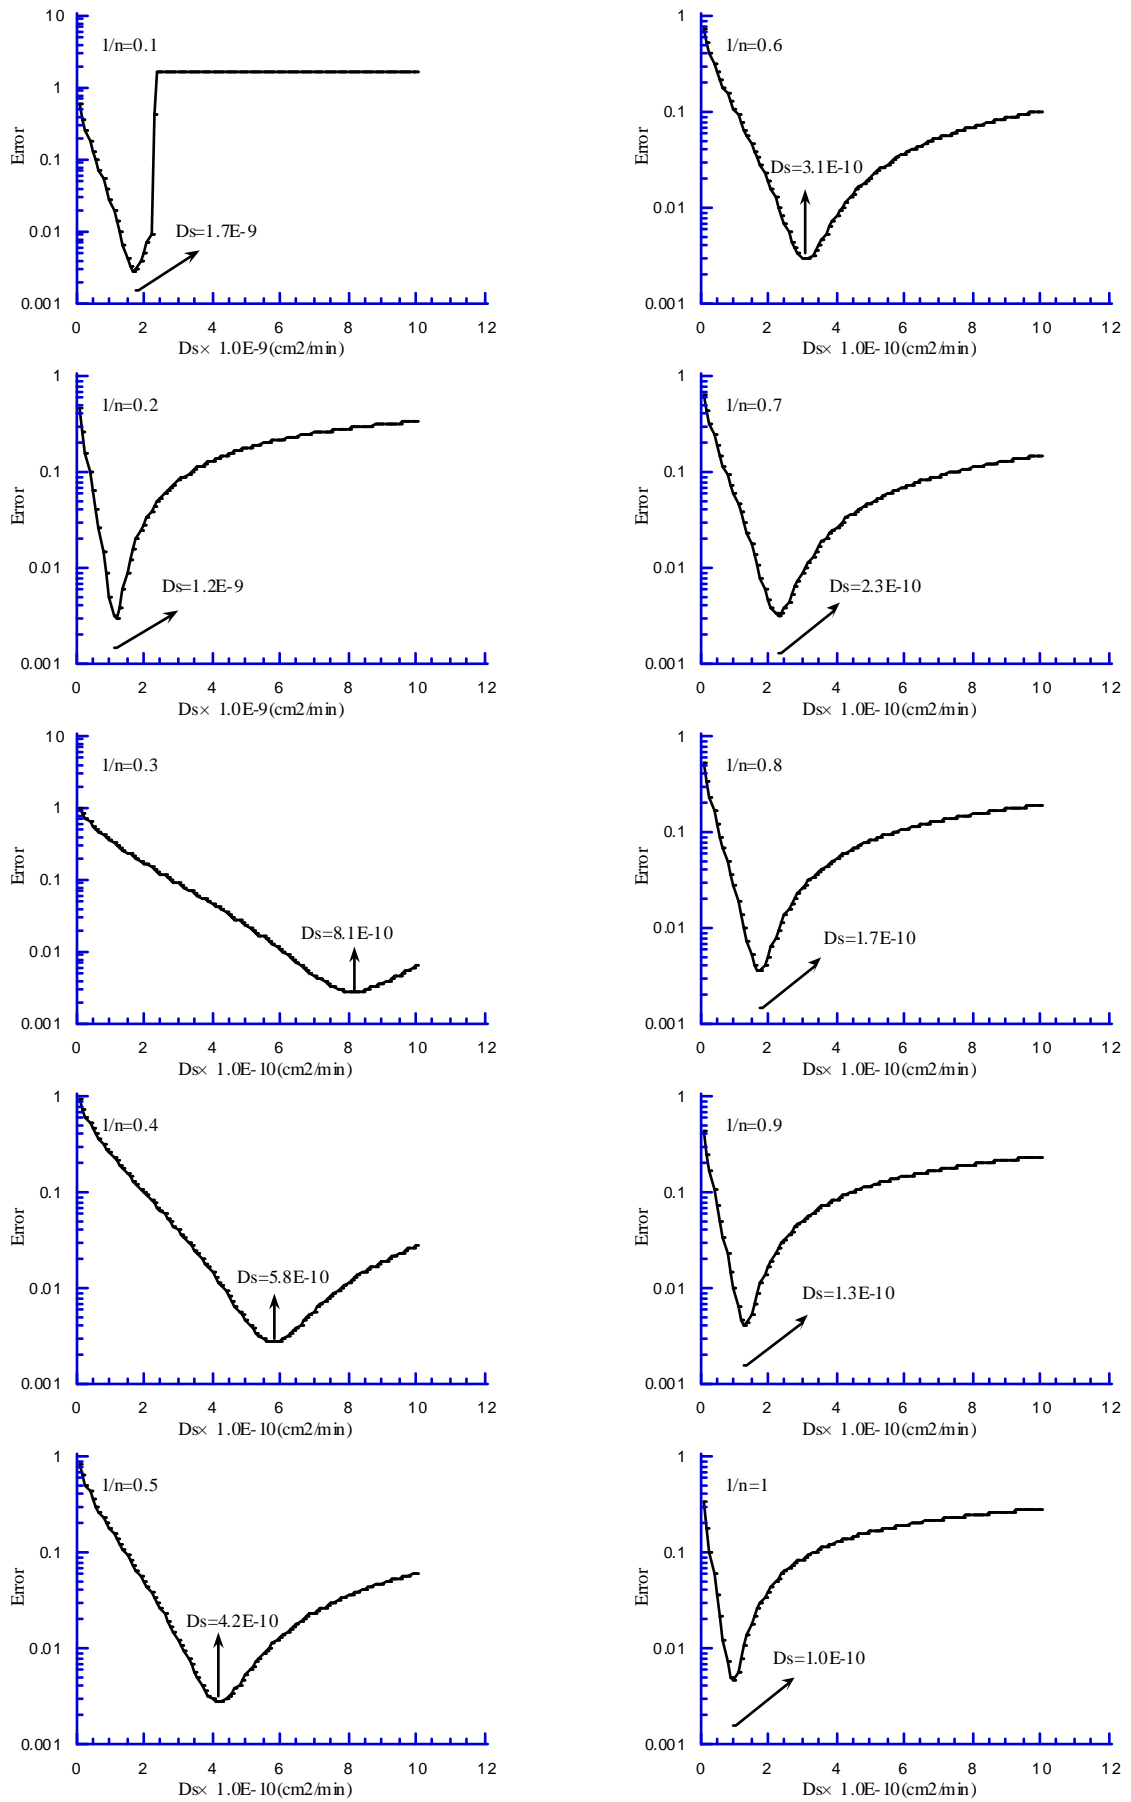 10
1
0.1
0.01
0.001
Error
1/n=0.1
Ds=1.7E-9
0 2 4 6 8 10 12
Ds× 1.0E-9(cm2/min)
1
0.1
0.01
0.001
Error
1/n=0.6
Ds=3.1E-10
0 2 4 6 8 10 12
Ds× 1.0E-10(cm2/min)
1
0.1
0.01
0.001
Error
1/n=0.2
Ds=1.2E-9
0 2 4 6 8 10 12
Ds× 1.0E-9(cm2/min)
1
0.1
0.01
0.001
Error
1/n=0.7
Ds=2.3E-10
0 2 4 6 8 10 12
Ds× 1.0E-10(cm2/min)
10
1
0.1
0.01
0.001
Error
1/n=0.3
Ds=8.1E-10
0 2 4 6 8 10 12
Ds× 1.0E-10(cm2/min)
1
0.1
0.01
0.001
Error
1/n=0.8
Ds=1.7E-10
0 2 4 6 8 10 12
Ds× 1.0E-10(cm2/min)
1
0.1
0.01
0.001
Error
1/n=0.4
Ds=5.8E-10
0 2 4 6 8 10 12
Ds× 1.0E-10(cm2/min)
1
0.1
0.01
0.001
Error
1/n=0.9
Ds=1.3E-10
0 2 4 6 8 10 12
Ds× 1.0E-10(cm2/min)
1
0.1
0.01
0.001
Error
1/n=0.5
Ds=4.2E-10
0 2 4 6 8 10 12
Ds× 1.0E-10(cm2/min)
1
0.1
0.01
0.001
Error
1/n=1
Ds=1.0E-10
0 2 4 6 8 10 12
Ds× 1.0E-10(cm2/min)